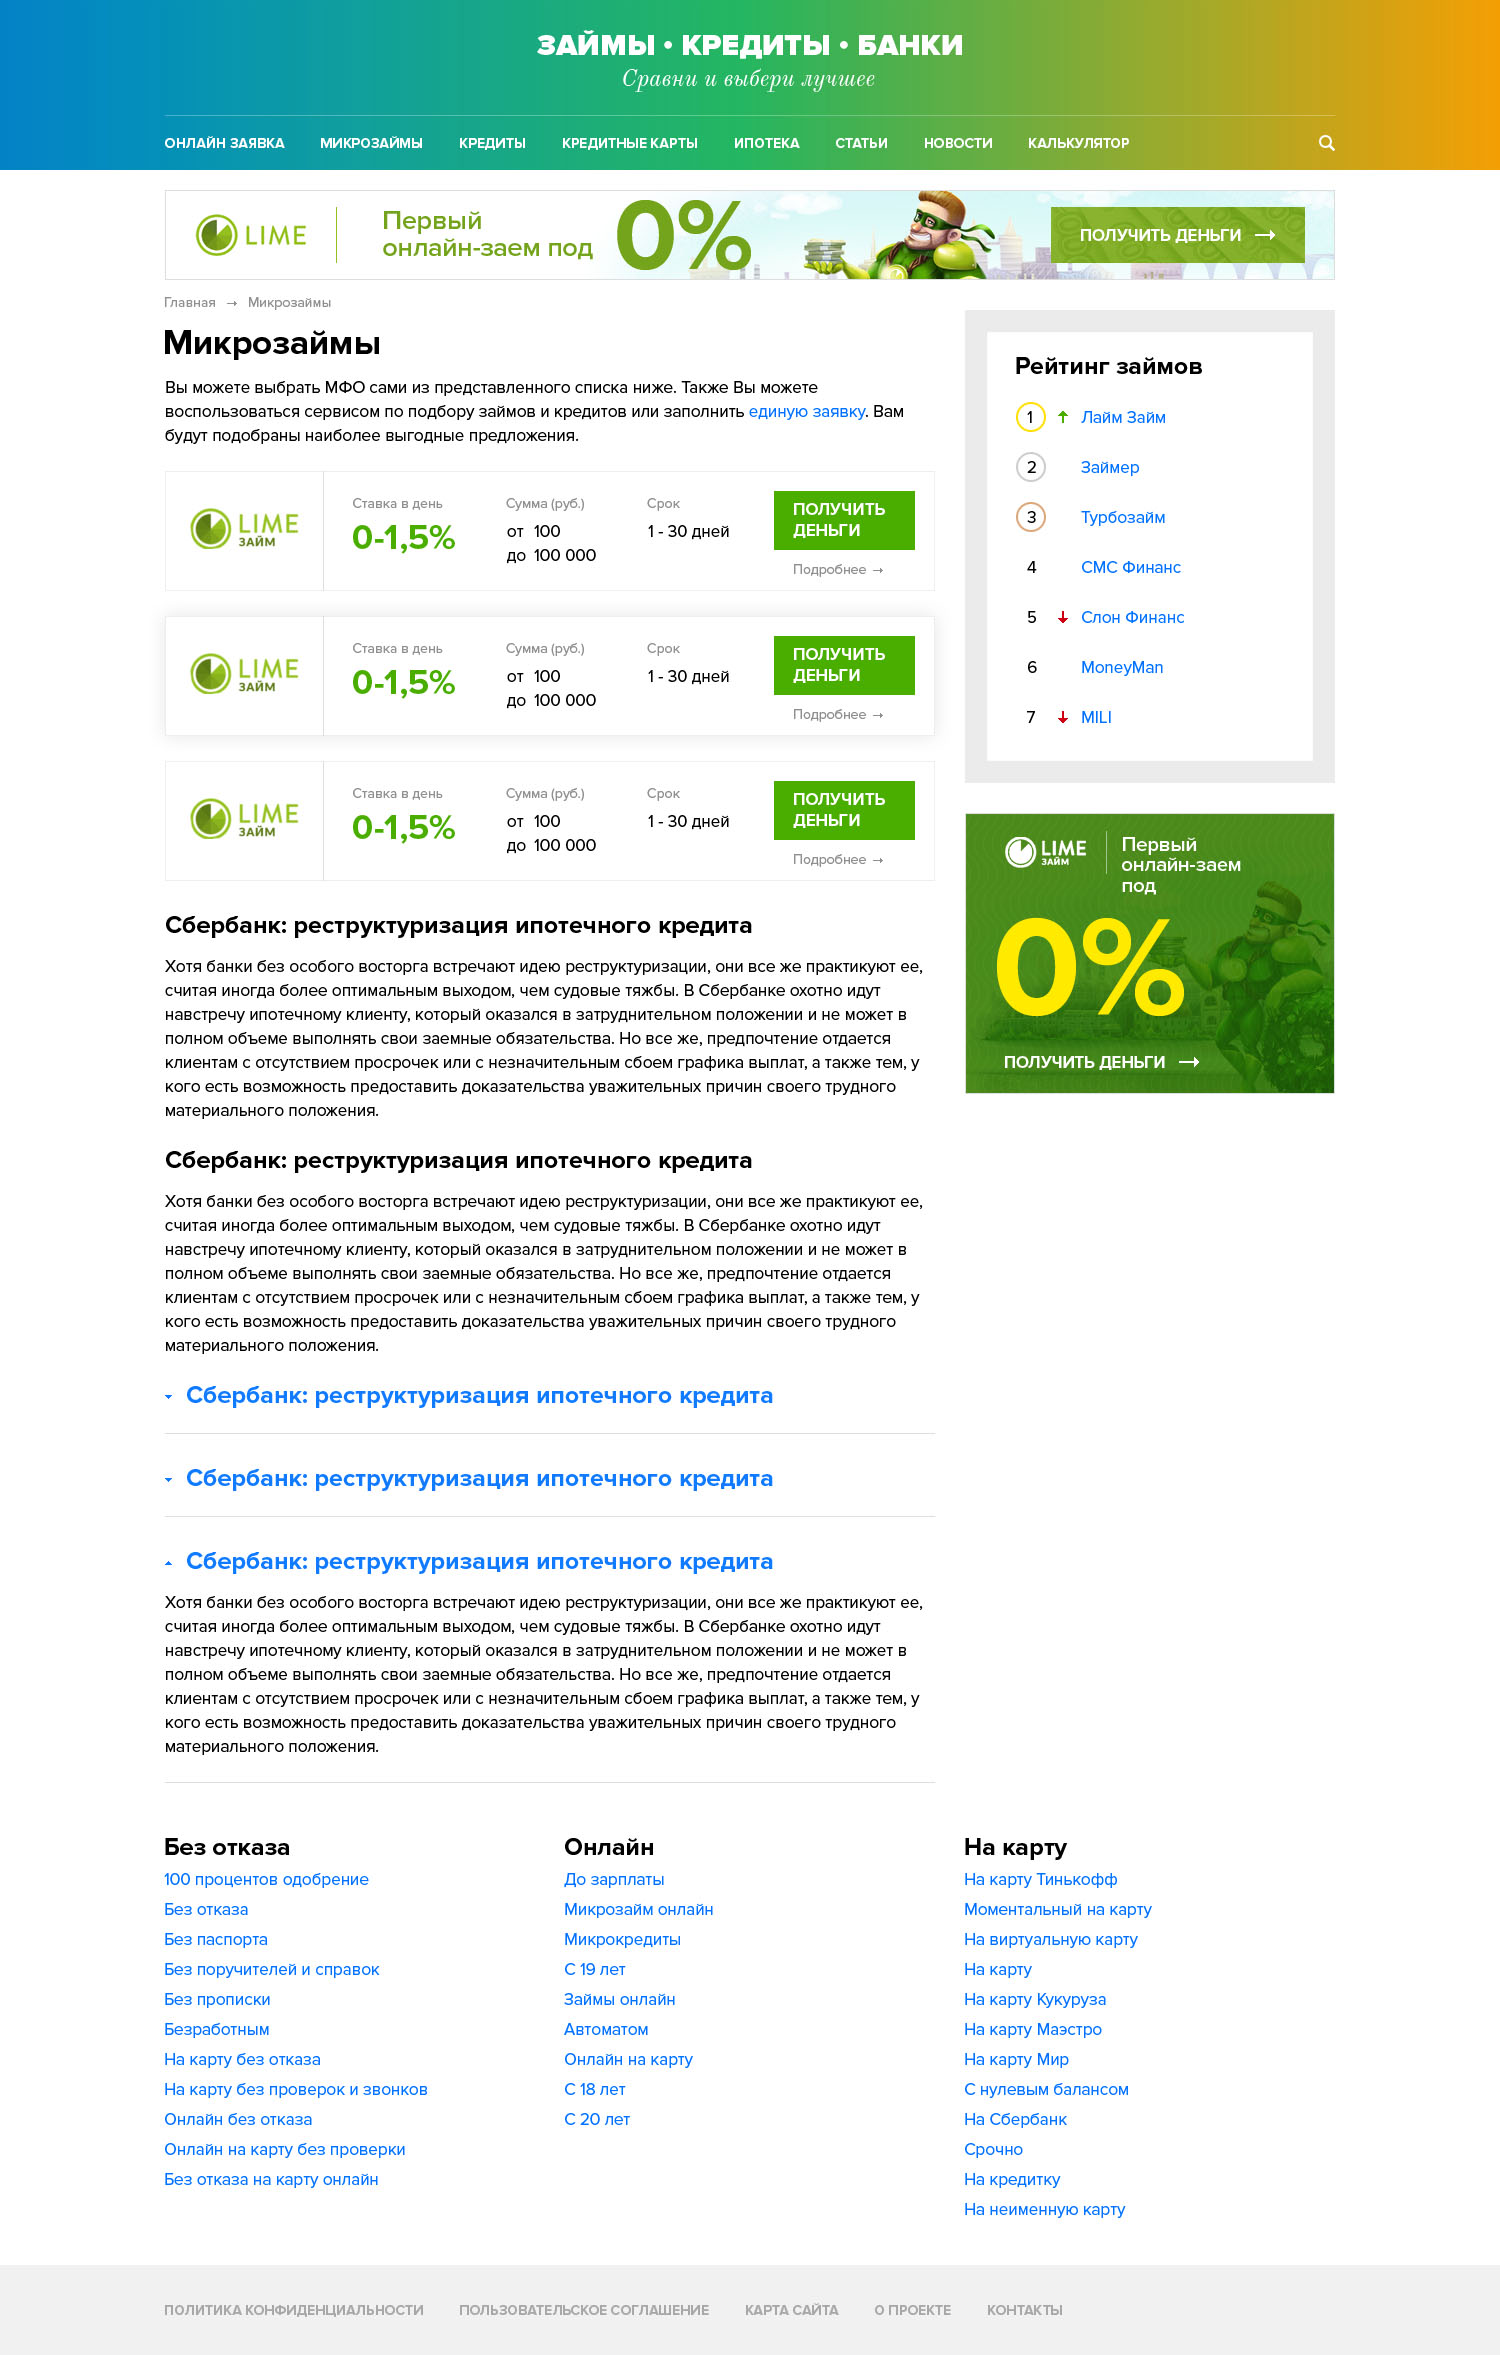 ЗАЙМЫ • КРЕДИТЫ • БАНКИ
Сравни и выбери лучшее
ОНЛАЙН ЗАЯВКА МИКРОЗАЙМЫ КРЕДИТЫ КРЕДИТНЫЕ КАРТЫ ИПОТЕКА СТАТЬИ НОВОСТИ КАЛЬКУЛЯТОР
LIME
Первый
онлайн-заем под
0%
ПОЛУЧИТЬ ДЕНЬГИ →
Главная → Микрозаймы
Микрозаймы
Вы можете выбрать МФО сами из представленного списка ниже. Также Вы можете
воспользоваться сервисом по подбору займов и кредитов или заполнить единую заявку. Вам
будут подобраны наиболее выгодные предложения.
LIME
ЗАЙМ
Ставка в день
0-1,5%
Сумма (руб.)
от 100
до 100 000
Срок
1 - 30 дней
ПОЛУЧИТЬ
ДЕНЬГИ
Подробнее →
LIME
ЗАЙМ
Ставка в день
0-1,5%
Сумма (руб.)
от 100
до 100 000
Срок
1 - 30 дней
ПОЛУЧИТЬ
ДЕНЬГИ
Подробнее →
LIME
ЗАЙМ
Ставка в день
0-1,5%
Сумма (руб.)
от 100
до 100 000
Срок
1 - 30 дней
ПОЛУЧИТЬ
ДЕНЬГИ
Подробнее →
Сбербанк: реструктуризация ипотечного кредита
Хотя банки без особого восторга встречают идею реструктуризации, они все же практикуют ее,
считая иногда более оптимальным выходом, чем судовые тяжбы. В Сбербанке охотно идут
навстречу ипотечному клиенту, который оказался в затруднительном положении и не может в
полном объеме выполнять свои заемные обязательства. Но все же, предпочтение отдается
клиентам с отсутствием просрочек или с незначительным сбоем графика выплат, а также тем, у
кого есть возможность предоставить доказательства уважительных причин своего трудного
материального положения.
Сбербанк: реструктуризация ипотечного кредита
Хотя банки без особого восторга встречают идею реструктуризации, они все же практикуют ее,
считая иногда более оптимальным выходом, чем судовые тяжбы. В Сбербанке охотно идут
навстречу ипотечному клиенту, который оказался в затруднительном положении и не может в
полном объеме выполнять свои заемные обязательства. Но все же, предпочтение отдается
клиентам с отсутствием просрочек или с незначительным сбоем графика выплат, а также тем, у
кого есть возможность предоставить доказательства уважительных причин своего трудного
материального положения.
Сбербанк: реструктуризация ипотечного кредита
Сбербанк: реструктуризация ипотечного кредита
Сбербанк: реструктуризация ипотечного кредита
Хотя банки без особого восторга встречают идею реструктуризации, они все же практикуют ее,
считая иногда более оптимальным выходом, чем судовые тяжбы. В Сбербанке охотно идут
навстречу ипотечному клиенту, который оказался в затруднительном положении и не может в
полном объеме выполнять свои заемные обязательства. Но все же, предпочтение отдается
клиентам с отсутствием просрочек или с незначительным сбоем графика выплат, а также тем, у
кого есть возможность предоставить доказательства уважительных причин своего трудного
материального положения.
Рейтинг займов
1 ↑ Лайм Займ
2 Займер
3 Турбозайм
4 СМС Финанс
5 ↓ Слон Финанс
6 MoneyMan
7 ↓ MILI
LIME
ЗАЙМ
Первый
онлайн-заем
под
0%
ПОЛУЧИТЬ ДЕНЬГИ →
Без отказа
100 процентов одобрение
Без отказа
Без паспорта
Без поручителей и справок
Без прописки
Безработным
На карту без отказа
На карту без проверок и звонков
Онлайн без отказа
Онлайн на карту без проверки
Без отказа на карту онлайн
Онлайн
До зарплаты
Микрозайм онлайн
Микрокредиты
С 19 лет
Займы онлайн
Автоматом
Онлайн на карту
С 18 лет
С 20 лет
На карту
На карту Тинькофф
Моментальный на карту
На виртуальную карту
На карту
На карту Кукуруза
На карту Маэстро
На карту Мир
С нулевым балансом
На Сбербанк
Срочно
На кредитку
На неименную карту
ПОЛИТИКА КОНФИДЕНЦИАЛЬНОСТИ ПОЛЬЗОВАТЕЛЬСКОЕ СОГЛАШЕНИЕ КАРТА САЙТА О ПРОЕКТЕ КОНТАКТЫ